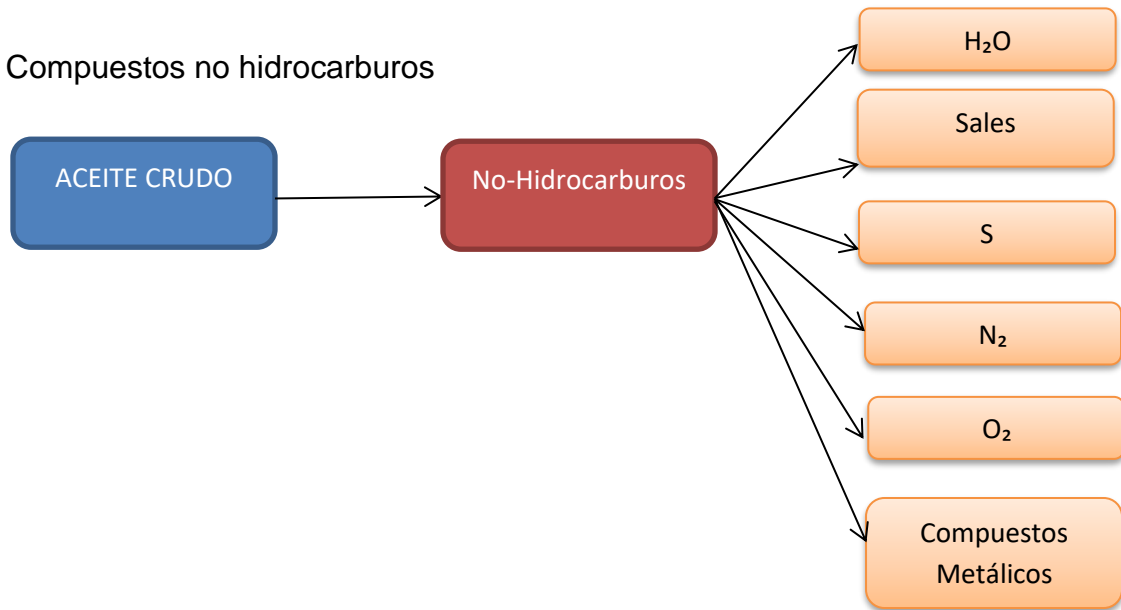 Compuestos no hidrocarburos
ACEITE CRUDO
No-Hidrocarburos
H₂O
Sales
S
N₂
O₂
Compuestos
Metálicos